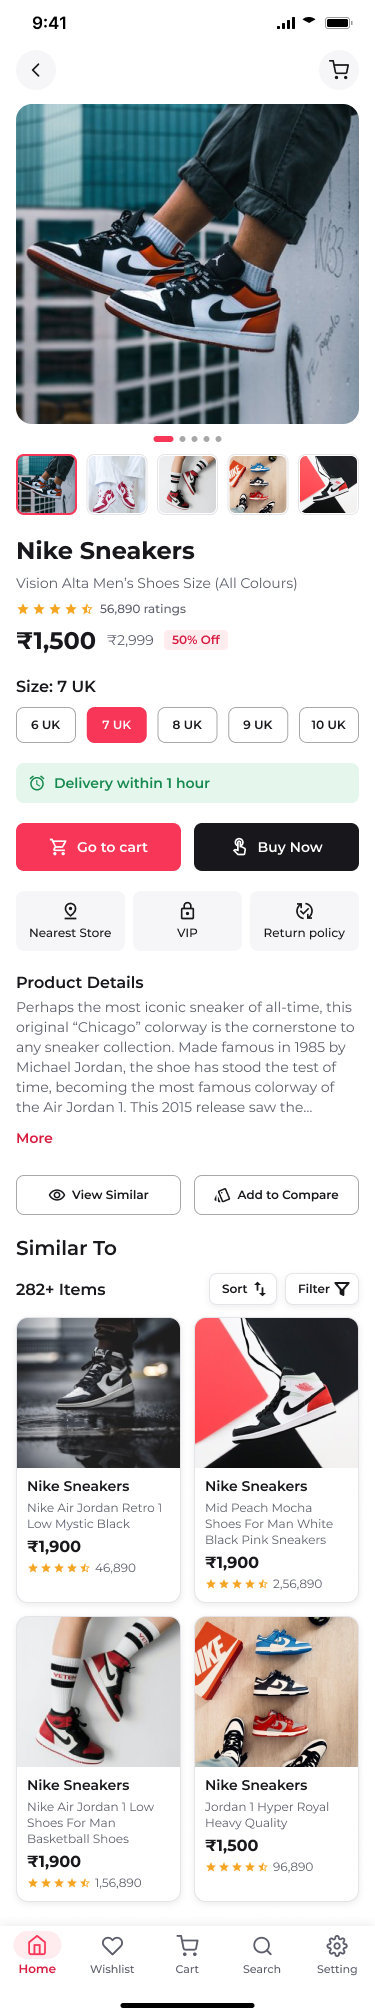 9:41
Nike Sneakers
Vision Alta Men’s Shoes Size (All Colours)
56,890 ratings
₹1,500 ₹2,999 50% Off
Size: 7 UK
6 UK 7 UK 8 UK 9 UK 10 UK
Delivery within 1 hour
Go to cart Buy Now
Nearest Store VIP Return policy
Product Details
Perhaps the most iconic sneaker of all-time, this
original “Chicago” colorway is the cornerstone to
any sneaker collection. Made famous in 1985 by
Michael Jordan, the shoe has stood the test of
time, becoming the most famous colorway of
the Air Jordan 1. This 2015 release saw the...
More
View Similar Add to Compare
Similar To
282+ Items Sort Filter
Nike Sneakers
Nike Air Jordan Retro 1
Low Mystic Black
₹1,900
46,890
Nike Sneakers
Mid Peach Mocha
Shoes For Man White
Black Pink Sneakers
₹1,900
2,56,890
Nike Sneakers
Nike Air Jordan 1 Low
Shoes For Man
Basketball Shoes
₹1,900
1,56,890
NIKE
Nike Sneakers
Jordan 1 Hyper Royal
Heavy Quality
₹1,500
96,890
Home Wishlist Cart Search Setting